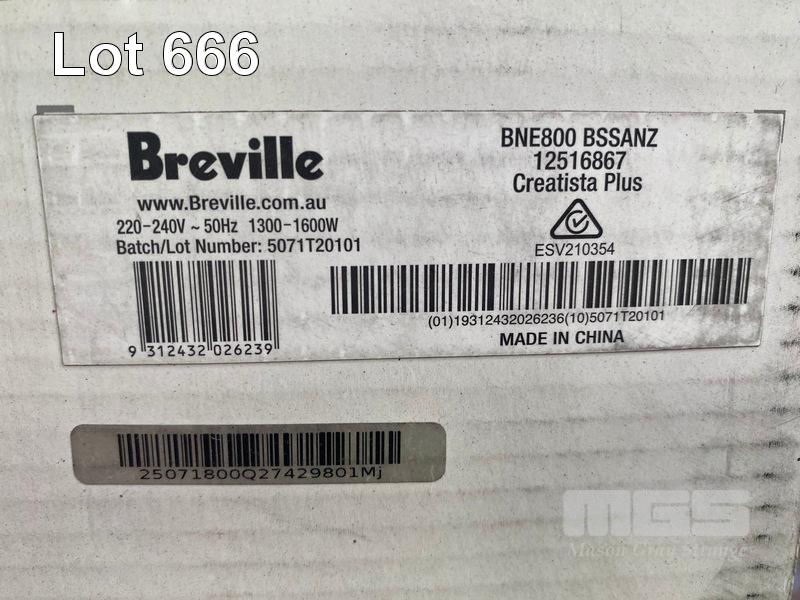 Lot 666
Breville
www.Breville.com.au
220-240V ~ 50Hz 1300-1600W
Batch/Lot Number: 5071T20101
9 312432 026239
BNE800 BSSANZ
12516867
Creatista Plus
ESV210354
(01)19312432026236(10)5071T20101
MADE IN CHINA
25071800Q27429801Mj
MGS
Mason Gray Strange